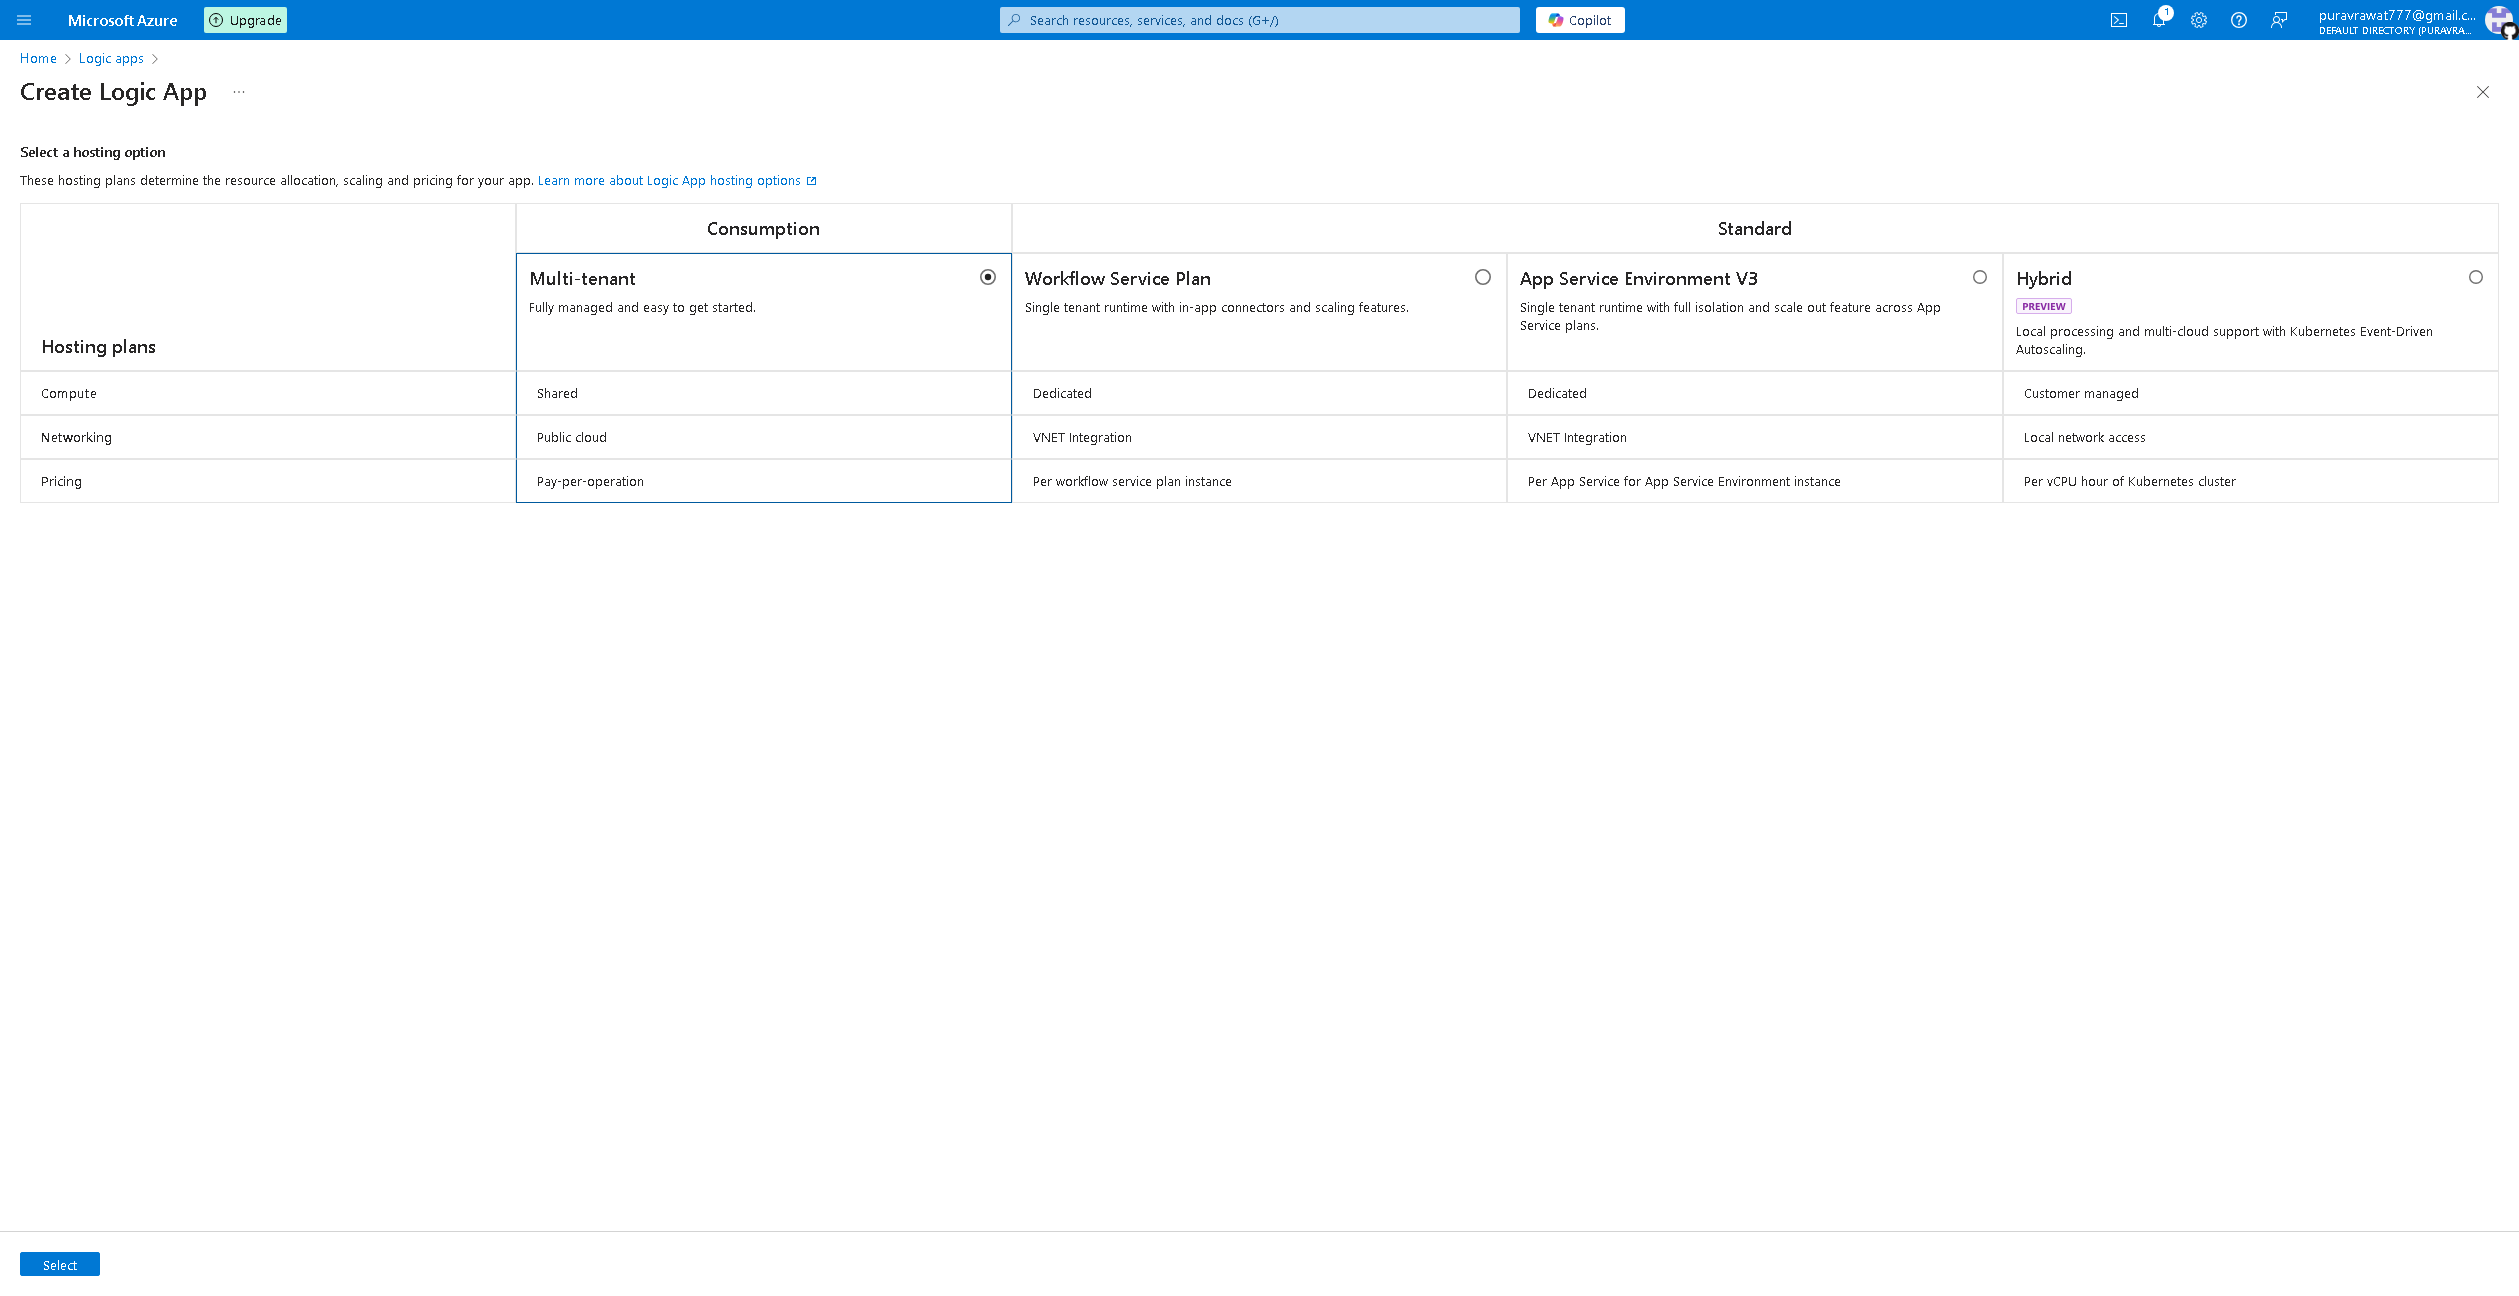 Microsoft Azure
Upgrade
Search resources, services, and docs (G+/)
Copilot
1
puravrawat777@gmail.c...
DEFAULT DIRECTORY (PURAVRA...
Home > Logic apps >
Create Logic App ...
Select a hosting option
These hosting plans determine the resource allocation, scaling and pricing for your app. Learn more about Logic App hosting options
Consumption
Standard
Hosting plans
Multi-tenant
Fully managed and easy to get started.
Workflow Service Plan
Single tenant runtime with in-app connectors and scaling features.
App Service Environment V3
Single tenant runtime with full isolation and scale out feature across App
Service plans.
Hybrid
PREVIEW
Local processing and multi-cloud support with Kubernetes Event-Driven
Autoscaling.
Compute
Shared
Dedicated
Dedicated
Customer managed
Networking
Public cloud
VNET Integration
VNET Integration
Local network access
Pricing
Pay-per-operation
Per workflow service plan instance
Per App Service for App Service Environment instance
Per vCPU hour of Kubernetes cluster
Select